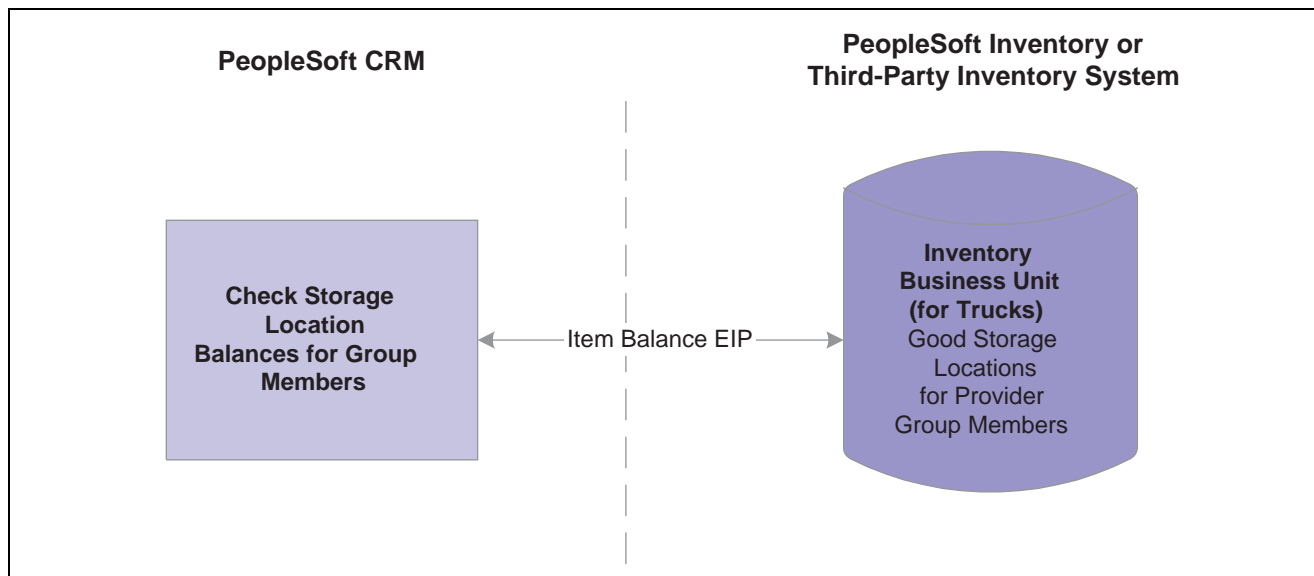 PeopleSoft CRM
PeopleSoft Inventory or
Third-Party Inventory System
Check Storage
Location
Balances for Group
Members
Item Balance EIP
Inventory
Business Unit
(for Trucks)
Good Storage
Locations
for Provider
Group Members